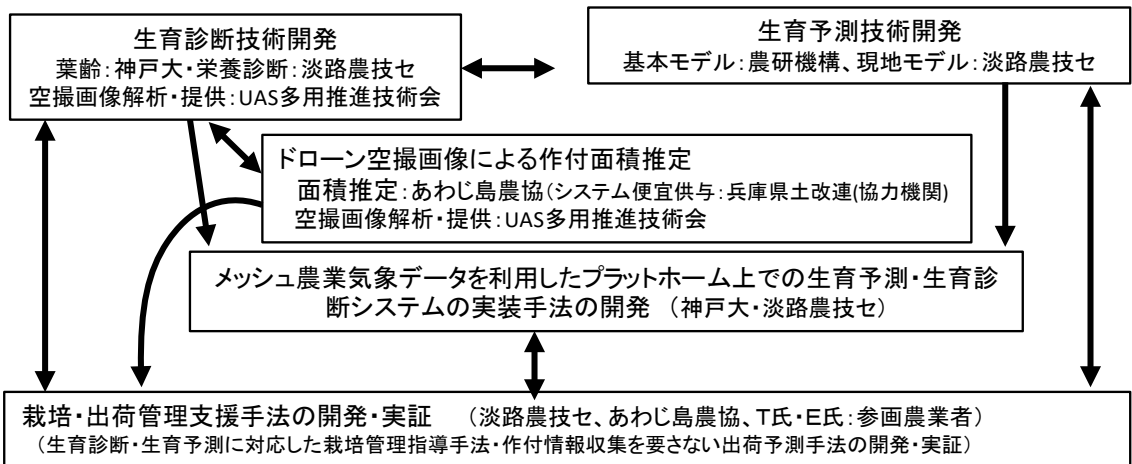 生育診断技術開発
葉齢：神戸大・栄養診断：淡路農技セ
空撮画像解析・提供：UAS多用推進技術会
生育予測技術開発
基本モデル：農研機構、現地モデル：淡路農技セ
ドローン空撮画像による作付面積推定
面積推定：あわじ島農協（システム便宜供与：兵庫県土改連(協力機関)
空撮画像解析・提供：UAS多用推進技術会
メッシュ農業気象データを利用したプラットホーム上での生育予測・生育診
断システムの実装手法の開発　（神戸大・淡路農技セ）
栽培・出荷管理支援手法の開発・実証　（淡路農技セ、あわじ島農協、T氏・E氏：参画農業者）
（生育診断・生育予測に対応した栽培管理指導手法・作付情報収集を要さない出荷予測手法の開発・実証）